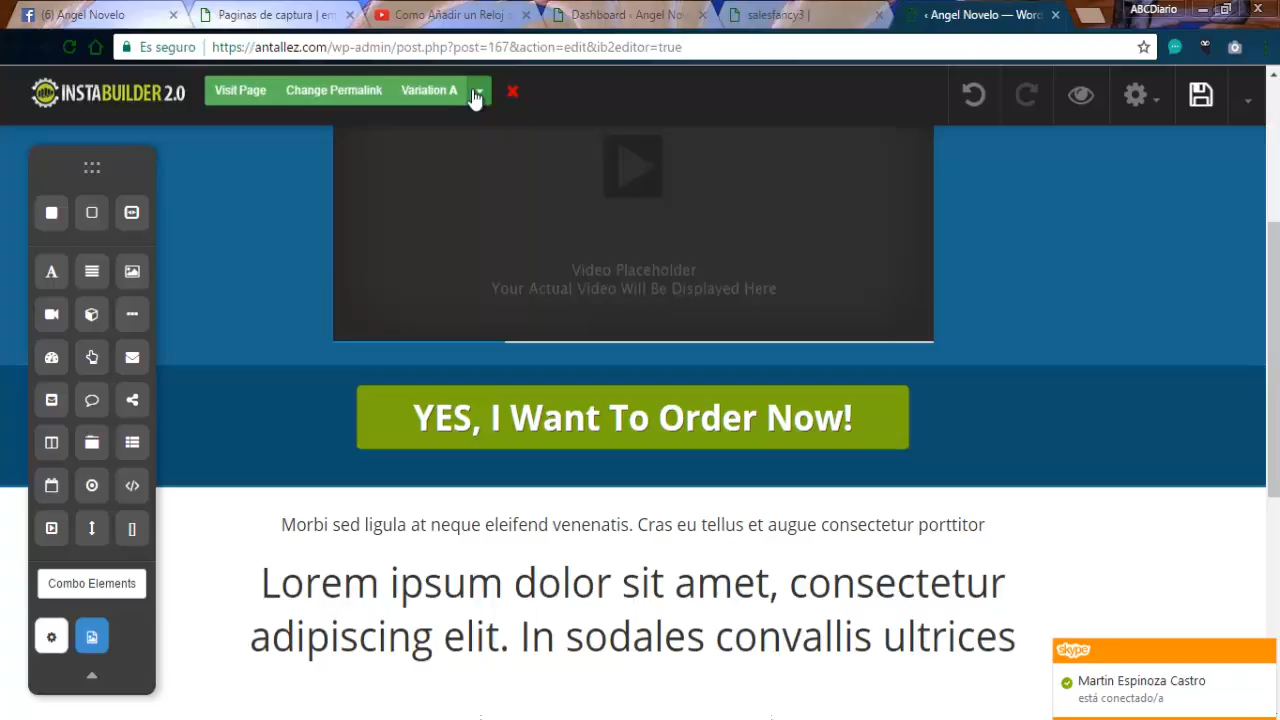 (6) Angel Novelo
Paginas de captura | em
Como Añadir un Reloj
Dashboard ‹ Angel No
salesfancy3 |
‹ Angel Novelo — Word
ABCDiario
Es seguro
https://antallez.com/wp-admin/post.php?post=167&action=edit&ib2editor=true
INSTABUILDER 2.0
Visit Page
Change Permalink
Variation A
Video Placeholder
Your Actual Video Will Be Displayed Here
YES, I Want To Order Now!
Morbi sed ligula at neque eleifend venenatis. Cras eu tellus et augue consectetur porttitor
Lorem ipsum dolor sit amet, consectetur
adipiscing elit. In sodales convallis ultrices
Combo Elements
skype
Martin Espinoza Castro
está conectado/a